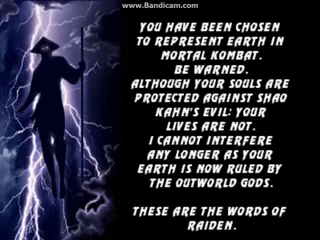 www.Bandicam.com
YOU HAVE BEEN CHOSEN
TO REPRESENT EARTH IN
MORTAL KOMBAT.
BE WARNED.
ALTHOUGH YOUR SOULS ARE
PROTECTED AGAINST SHAO
KAHN'S EVIL; YOUR
LIVES ARE NOT.
I CANNOT INTERFERE
ANY LONGER AS YOUR
EARTH IS NOW RULED BY
THE OUTWORLD GODS.
THESE ARE THE WORDS OF
RAIDEN.